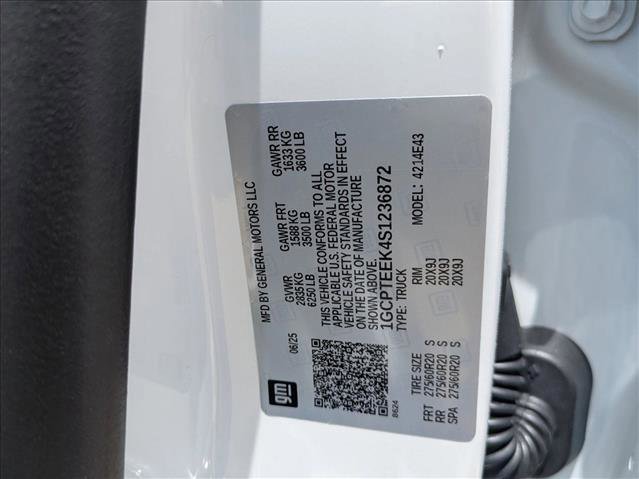 gm
MFD BY GENERAL MOTORS LLC
06/25
GVWR GAWR FRT GAWR RR
2835 KG 1588 KG 1633 KG
6250 LB 3500 LB 3600 LB
THIS VEHICLE CONFORMS TO ALL
APPLICABLE U.S. FEDERAL MOTOR
VEHICLE SAFETY STANDARDS IN EFFECT
ON THE DATE OF MANUFACTURE
SHOWN ABOVE.
1GCPTEEK4S1236872
TYPE: TRUCK MODEL: 4214E43
8624
TIRE SIZE RIM
FRT 275/60R20 S 20X9J
RR 275/60R20 S 20X9J
SPA 275/60R20 S 20X9J